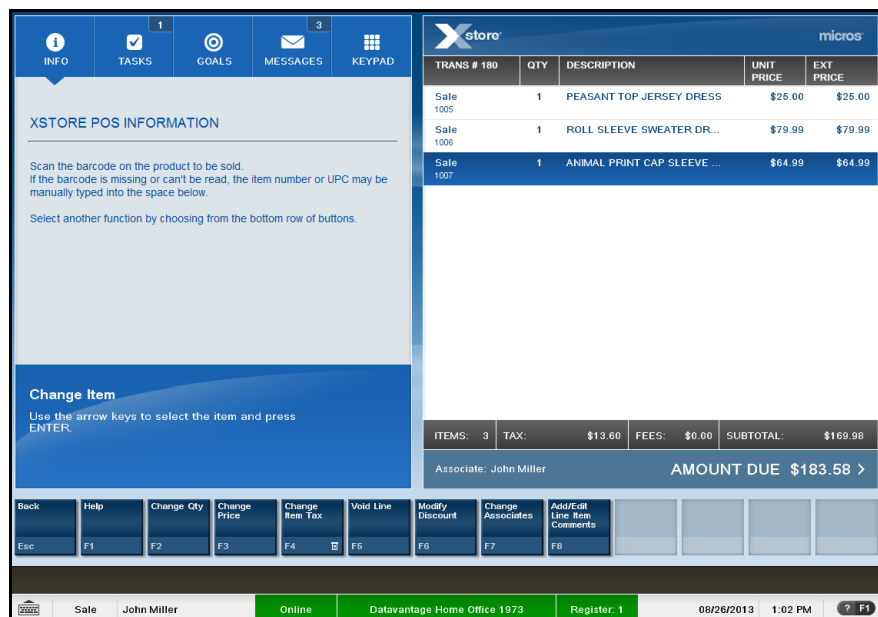 1
3
INFO
TASKS
GOALS
MESSAGES
KEYPAD
XSTORE POS INFORMATION
Scan the barcode on the product to be sold.
If the barcode is missing or can't be read, the item number or UPC may be
manually typed into the space below.
Select another function by choosing from the bottom row of buttons.
Change Item
Use the arrow keys to select the item and press
ENTER.
Xstore
micros
TRANS # 180 QTY DESCRIPTION UNIT PRICE EXT PRICE
Sale 1 PEASANT TOP JERSEY DRESS $25.00 $25.00
1005
Sale 1 ROLL SLEEVE SWEATER DR... $79.99 $79.99
1006
Sale 1 ANIMAL PRINT CAP SLEEVE ... $64.99 $64.99
1007
ITEMS: 3 TAX: $13.60 FEES: $0.00 SUBTOTAL: $169.98
Associate: John Miller AMOUNT DUE $183.58 >
Back
Esc
Help
F1
Change Qty
F2
Change
Price
F3
Change
Item Tax
F4
Void Line
F5
Modify
Discount
F6
Change
Associates
F7
Add/Edit
Line Item
Comments
F8
Sale John Miller Online Datavantage Home Office 1973 Register: 1 08/26/2013 1:02 PM ? F1